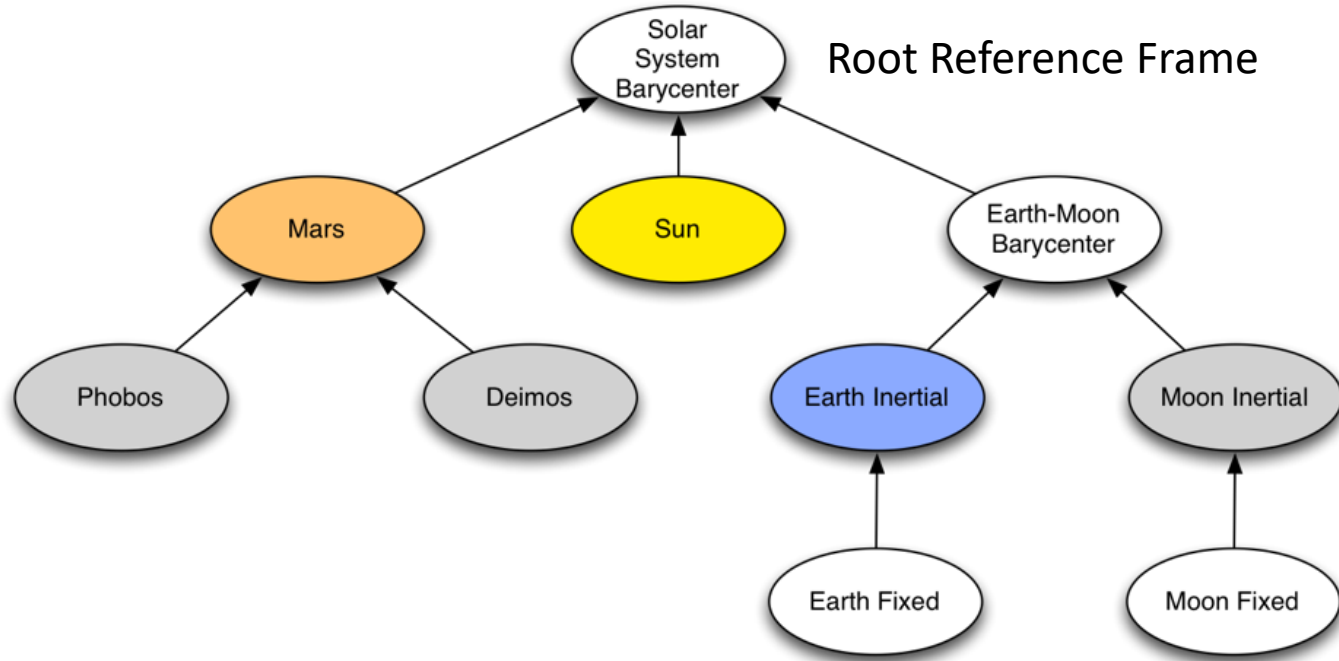 Solar
System
Barycenter
Root Reference Frame
Mars
Sun
Earth-Moon
Barycenter
Phobos
Deimos
Earth Inertial
Moon Inertial
Earth Fixed
Moon Fixed